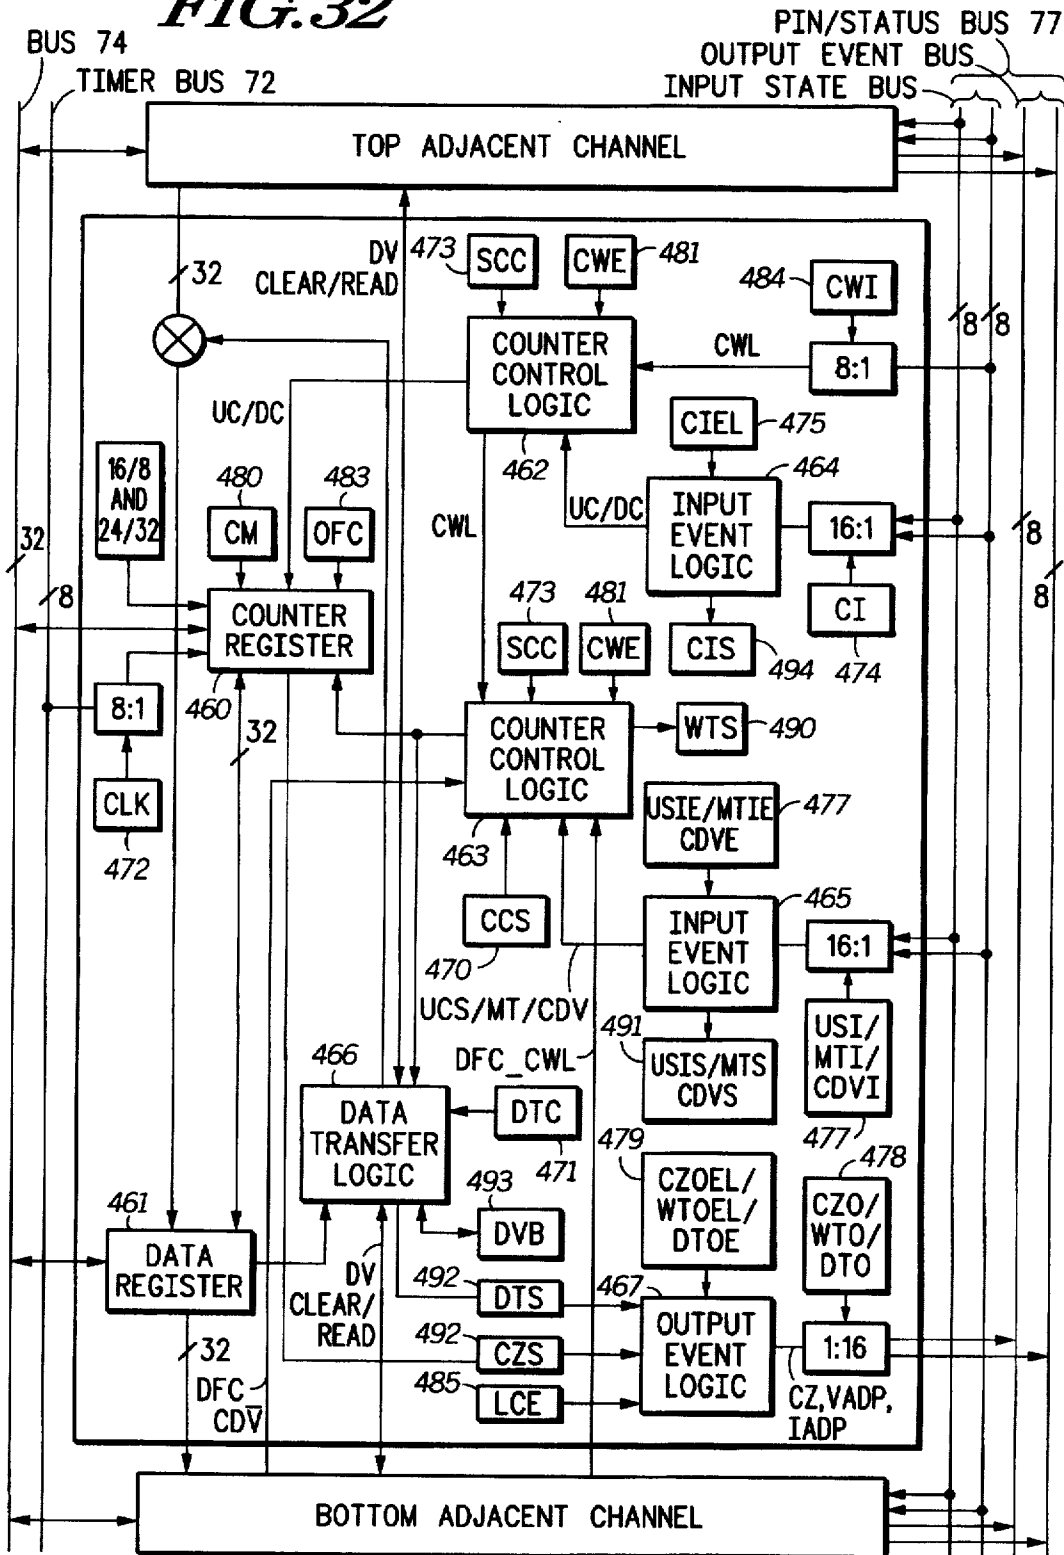 FIG.32
BUS 74
PIN/STATUS BUS 77
OUTPUT EVENT BUS
TIMER BUS 72
INPUT STATE BUS
TOP ADJACENT CHANNEL
32
DV
CLEAR/READ
473
SCC
CWE
481
484
CWI
8
8
COUNTER
CONTROL
LOGIC
CWL
8:1
UC/DC
462
CIEL
475
464
16/8
AND
24/32
480
483
CM
OFC
CWL
UC/DC
INPUT
EVENT
LOGIC
16:1
32
8
8
8
COUNTER
REGISTER
473
481
SCC
CWE
CIS
494
CI
474
8:1
460
32
COUNTER
CONTROL
LOGIC
WTS
490
CLK
472
463
USIE/MTIE
CDVE
477
CCS
470
INPUT
EVENT
LOGIC
465
16:1
UCS/MT/CDV
466
DFC_CWL
491
USIS/MTS
CDVS
USI/
MTI/
CDVI
477
DATA
TRANSFER
LOGIC
DTC
471
479
478
461
DATA
REGISTER
493
DVB
CZOEL/
WTOEL/
DTOE
CZO/
WTO/
DTO
DV
CLEAR/
READ
492
DTS
467
OUTPUT
EVENT
LOGIC
1:16
32
492
CZS
DFC
CDV̅
485
LCE
CZ,VADP,
IADP
BOTTOM ADJACENT CHANNEL